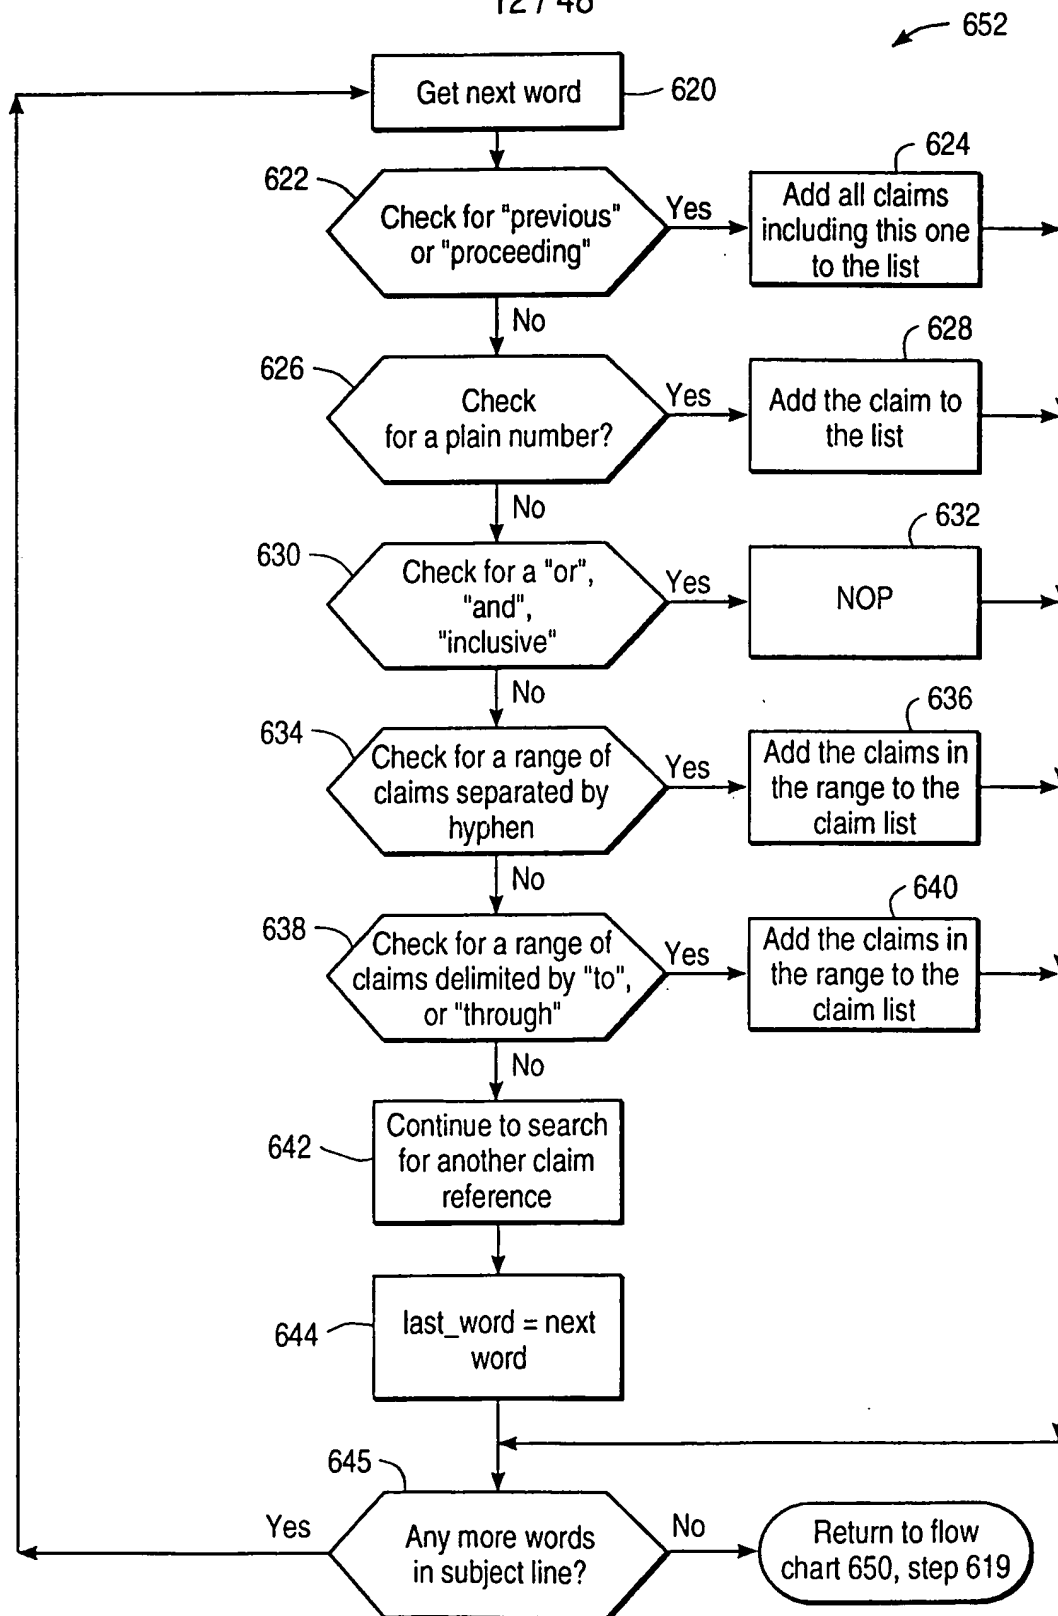 12 / 48
652
Get next word
620
622
Check for "previous"
or "proceeding"
Yes
624
Add all claims
including this one
to the list
No
626
Check
for a plain number?
Yes
628
Add the claim to
the list
No
630
Check for a "or",
"and",
"inclusive"
Yes
632
NOP
No
634
Check for a range of
claims separated by
hyphen
Yes
636
Add the claims in
the range to the
claim list
No
638
Check for a range of
claims delimited by "to",
or "through"
Yes
640
Add the claims in
the range to the
claim list
No
642
Continue to search
for another claim
reference
644
last_word = next
word
645
Yes
Any more words
in subject line?
No
Return to flow
chart 650, step 619